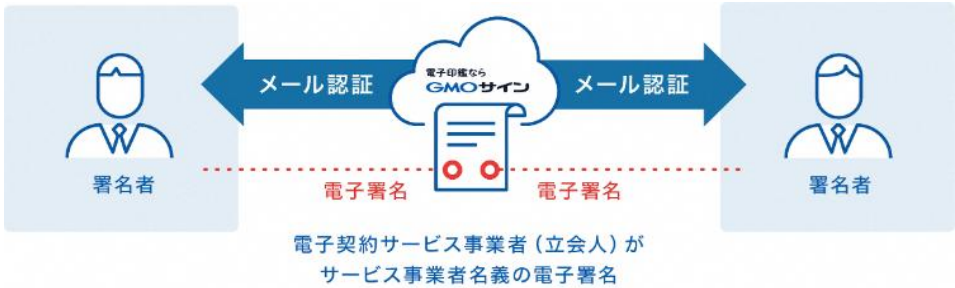 電子印鑑なら
GMOサイン
メール認証
メール認証
署名者
署名者
電子署名
電子署名
電子契約サービス事業者（立会人）が
サービス事業者名義の電子署名